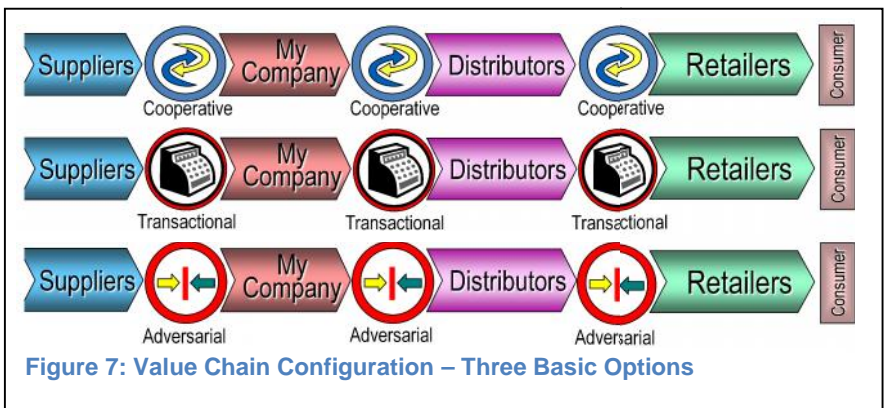 Suppliers My Company Distributors Retailers Consumer
Cooperative Cooperative Cooperative
Suppliers My Company Distributors Retailers Consumer
Transactional Transactional Transactional
Suppliers My Company Distributors Retailers Consumer
Adversarial Adversarial Adversarial
Figure 7: Value Chain Configuration – Three Basic Options